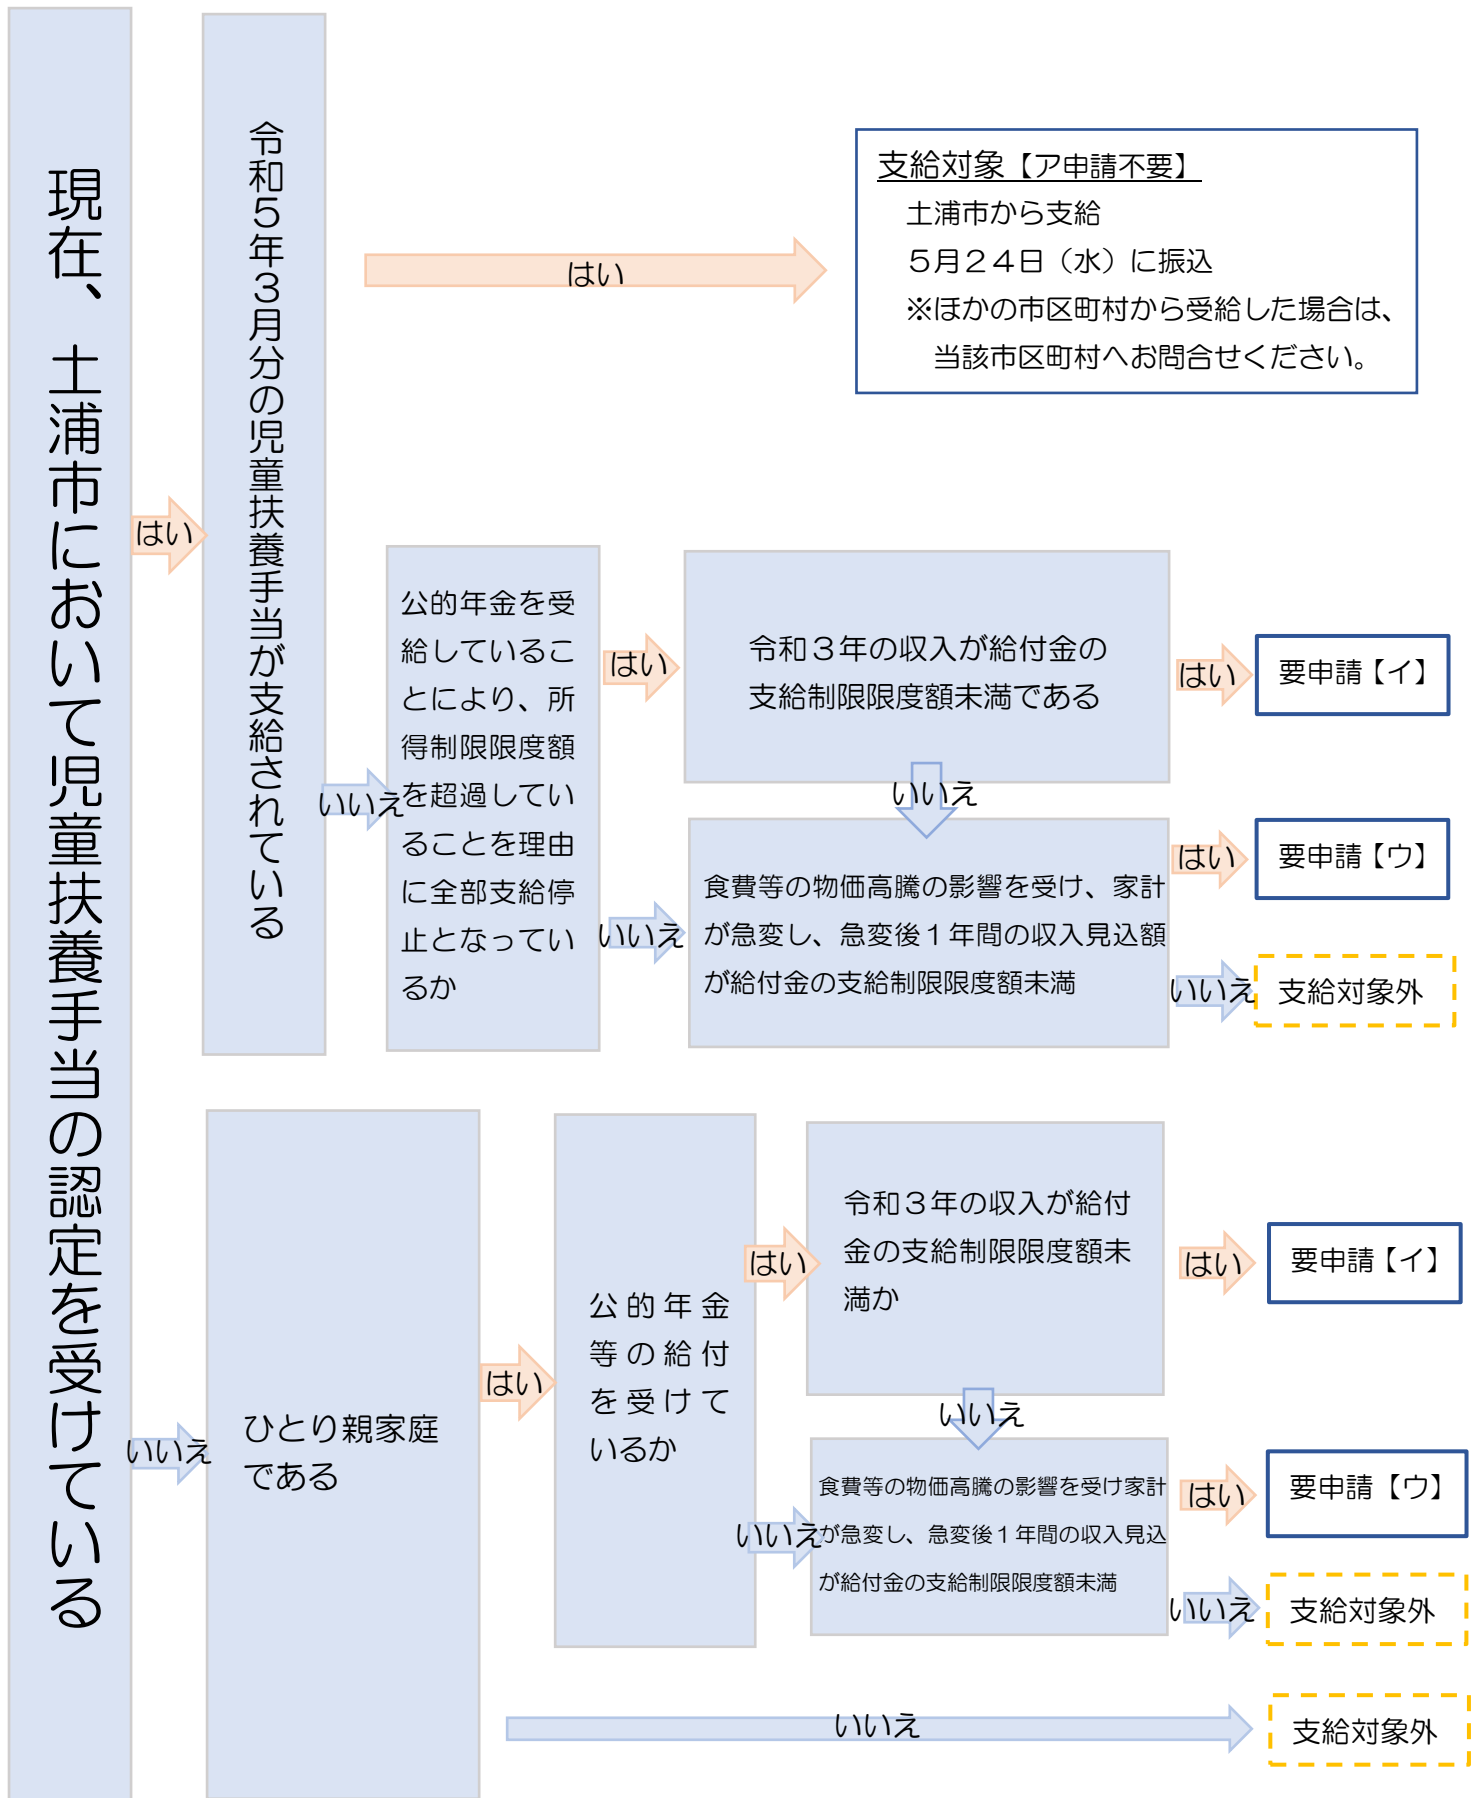 現在、土浦市において児童扶養手当の認定を受けている
はい
令和５年３月分の児童扶養手当が支給されている
はい
支給対象【ア申請不要】
土浦市から支給
５月２４日（水）に振込
※ほかの市区町村から受給した場合は、
当該市区町村へお問合せください。
いいえ
公的年金を受
給しているこ
とにより、所
得制限限度額
を超過してい
ることを理由
に全部支給停
止となってい
るか
はい
令和３年の収入が給付金の
支給制限限度額未満である
はい
要申請【イ】
いいえ
いいえ
食費等の物価高騰の影響を受け、家計
が急変し、急変後１年間の収入見込額
が給付金の支給制限限度額未満
はい
要申請【ウ】
いいえ
支給対象外
いいえ
ひとり親家庭
である
はい
公的年金
等の給付
を受けて
いるか
はい
令和３年の収入が給付
金の支給制限限度額未
満か
はい
要申請【イ】
いいえ
いいえ
食費等の物価高騰の影響を受け家計
が急変し、急変後１年間の収入見込
が給付金の支給制限限度額未満
はい
要申請【ウ】
いいえ
支給対象外
いいえ
支給対象外